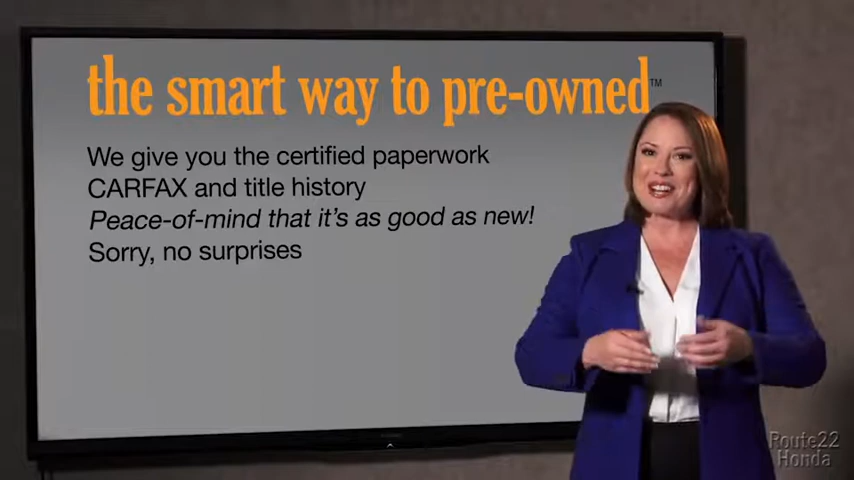 the smart way to pre-owned™
We give you the certified paperwork
CARFAX and title history
Peace-of-mind that it's as good as new!
Sorry, no surprises
Route22
Honda